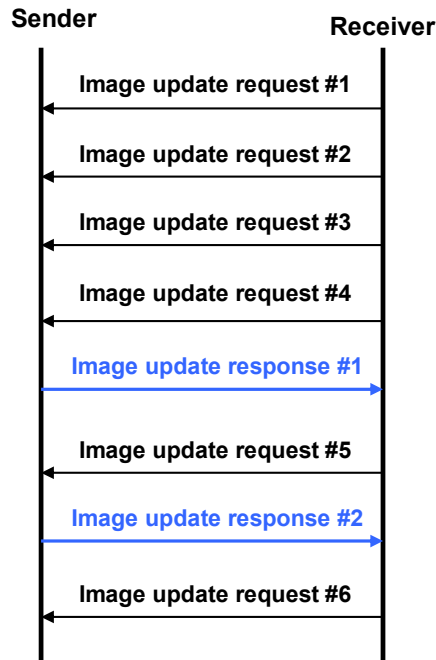 Sender
Receiver
Image update request #1
Image update request #2
Image update request #3
Image update request #4
Image update response #1
Image update request #5
Image update response #2
Image update request #6